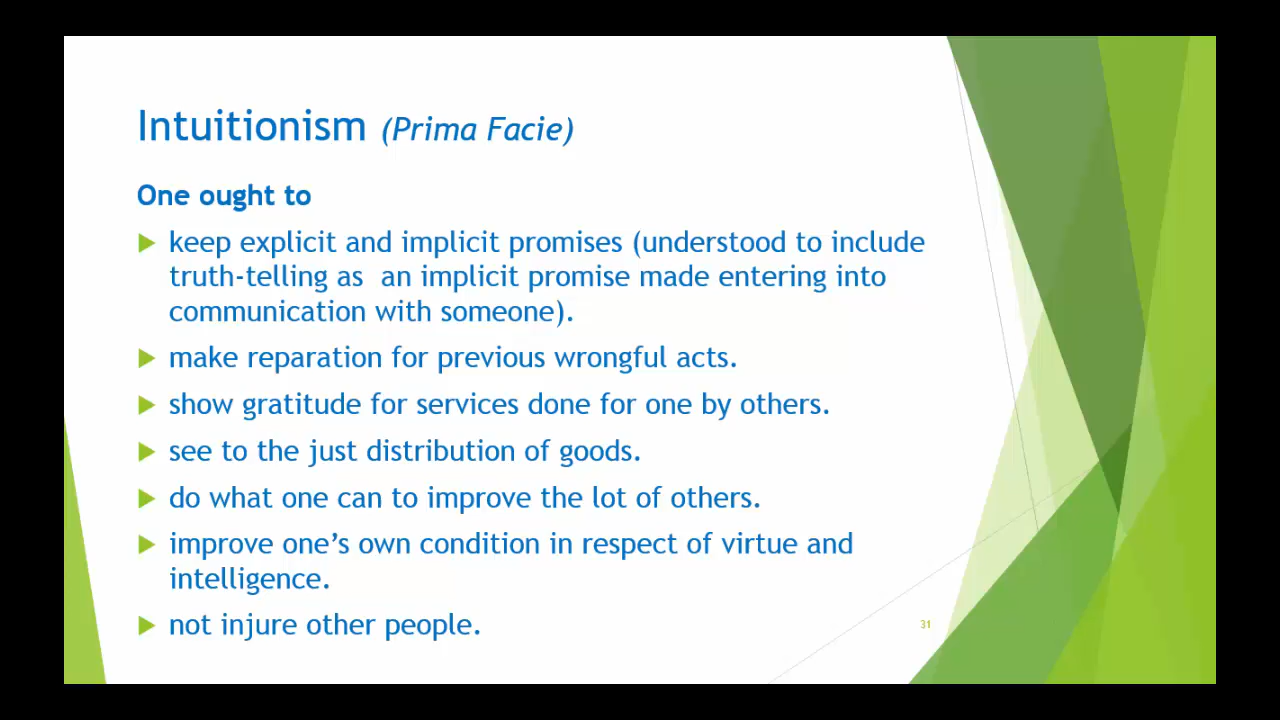 Intuitionism (Prima Facie)
One ought to
keep explicit and implicit promises (understood to include
truth-telling as  an implicit promise made entering into
communication with someone).
make reparation for previous wrongful acts.
show gratitude for services done for one by others.
see to the just distribution of goods.
do what one can to improve the lot of others.
improve one’s own condition in respect of virtue and
intelligence.
not injure other people.
31